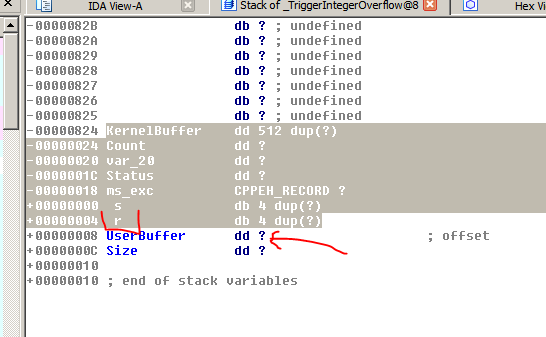 IDA View-A Stack of _TriggerIntegerOverflow@8 Hex Vi
-0000082B db ? ; undefined
-0000082A db ? ; undefined
-00000829 db ? ; undefined
-00000828 db ? ; undefined
-00000827 db ? ; undefined
-00000826 db ? ; undefined
-00000825 db ? ; undefined
-00000824 KernelBuffer dd 512 dup(?)
-00000024 Count dd ?
-00000020 var_20 dd ?
-0000001C Status dd ?
-00000018 ms_exc CPPEH_RECORD ?
+00000000 s db 4 dup(?)
+00000004 r db 4 dup(?)
+00000008 UserBuffer dd ? ; offset
+0000000C Size dd ?
+00000010
+00000010 ; end of stack variables